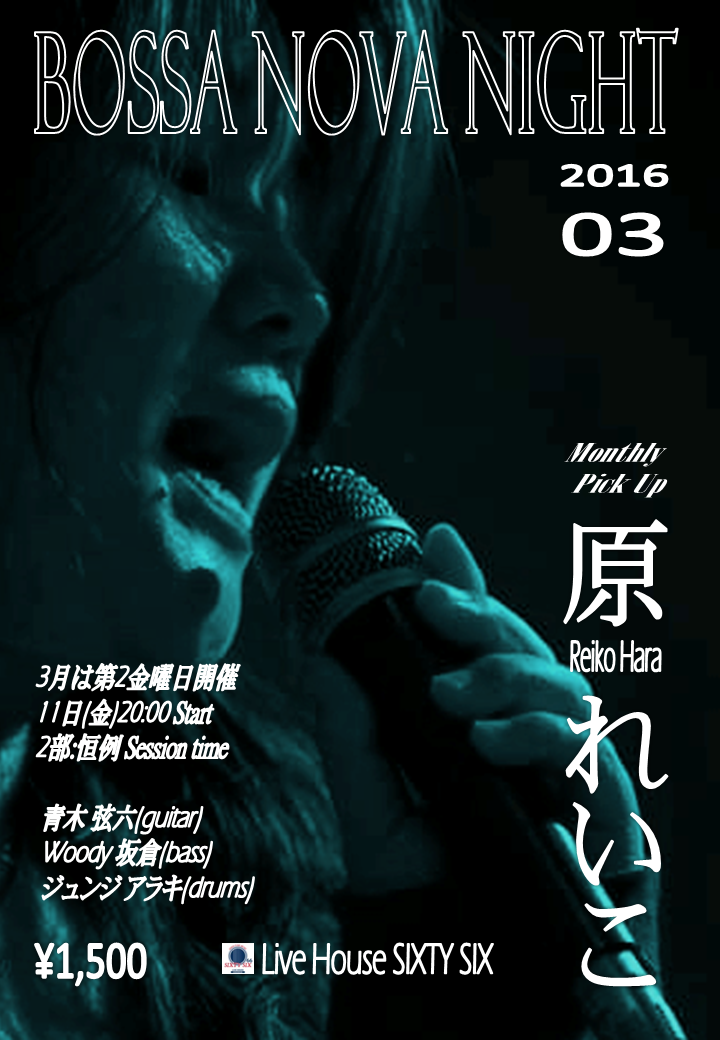 BOSSA NOVA NIGHT
2016
03
Monthly
Pick Up
原
Reiko Hara
れいこ
3月は第2金曜日開催
11日(金)20:00 Start
2部:恒例 Session time
青木 弦六(guitar)
Woody 坂倉(bass)
ジュンジ アラキ(drums)
¥1,500
SIXTY SIX
Live House SIXTY SIX